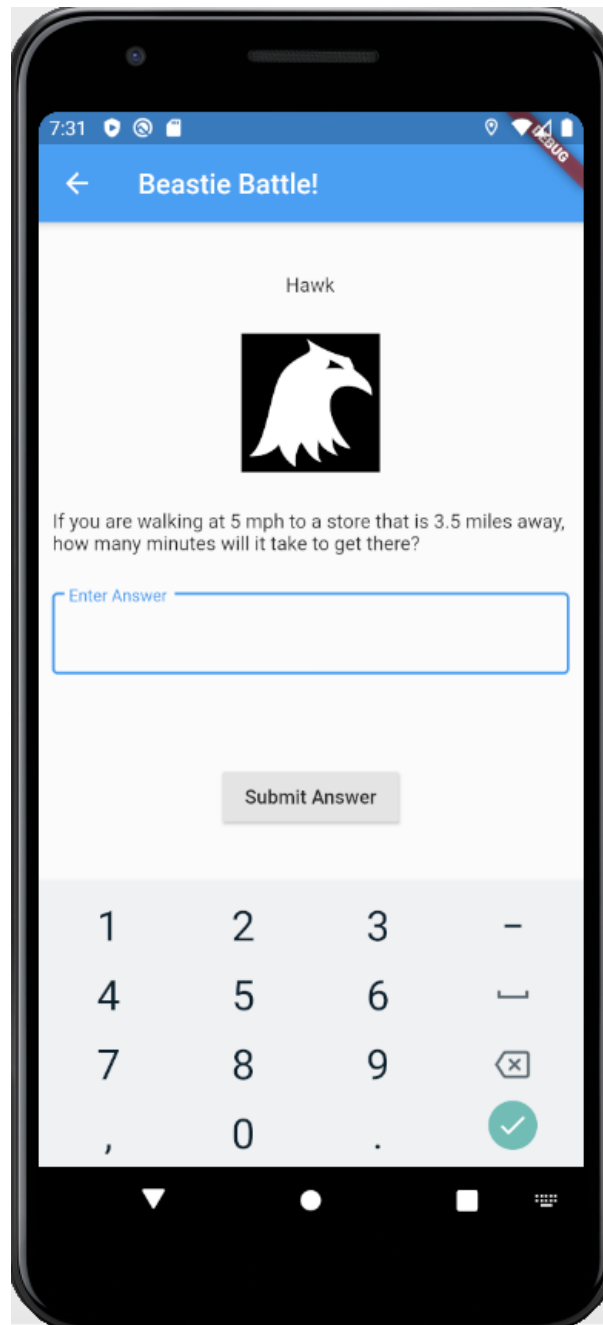 7:31
DEBUG
Beastie Battle!
Hawk
If you are walking at 5 mph to a store that is 3.5 miles away,
how many minutes will it take to get there?
Enter Answer
Submit Answer
1 2 3 -
4 5 6
7 8 9
, 0 .